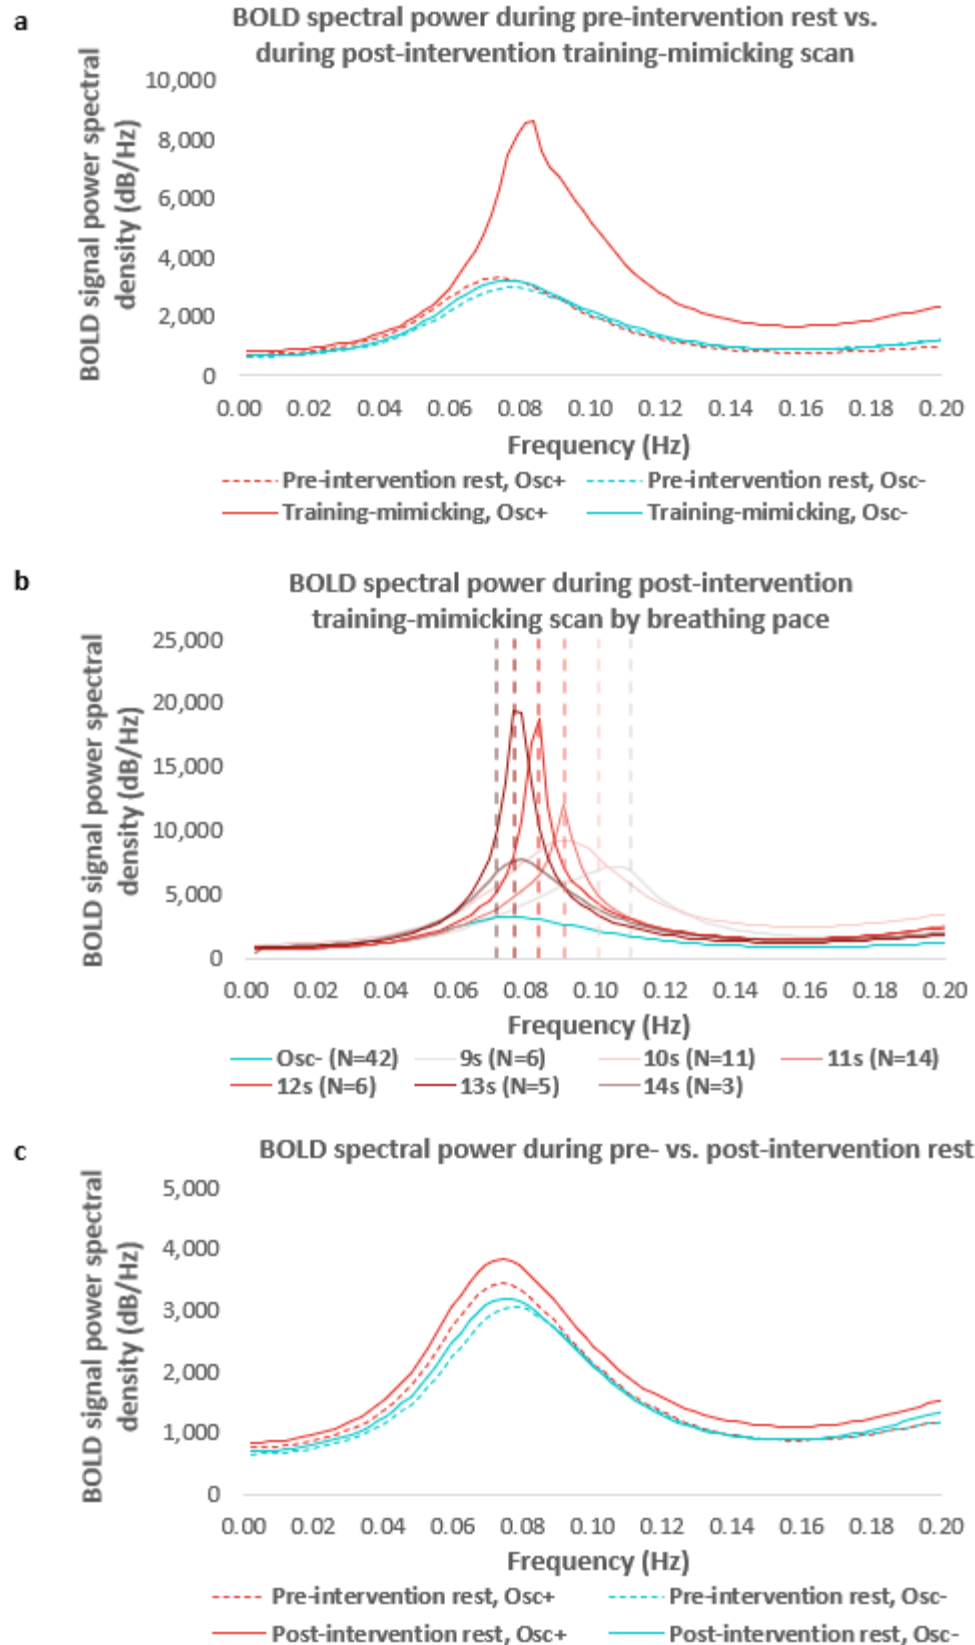 a
BOLD spectral power during pre-intervention rest vs.
during post-intervention training-mimicking scan
BOLD signal power spectral
density (dB/Hz)
10,000
8,000
6,000
4,000
2,000
0
0.00 0.02 0.04 0.06 0.08 0.10 0.12 0.14 0.16 0.18 0.20
Frequency (Hz)
Pre-intervention rest, Osc+ Pre-intervention rest, Osc-
Training-mimicking, Osc+ Training-mimicking, Osc-
b
BOLD spectral power during post-intervention
training-mimicking scan by breathing pace
BOLD signal power spectral
density (dB/Hz)
25,000
20,000
15,000
10,000
5,000
0
0.00 0.02 0.04 0.06 0.08 0.10 0.12 0.14 0.16 0.18 0.20
Frequency (Hz)
Osc- (N=42) 9s (N=6) 10s (N=11) 11s (N=14)
12s (N=6) 13s (N=5) 14s (N=3)
c
BOLD spectral power during pre- vs. post-intervention rest
BOLD signal power spectral
density (dB/Hz)
5,000
4,000
3,000
2,000
1,000
0
0.00 0.02 0.04 0.06 0.08 0.10 0.12 0.14 0.16 0.18 0.20
Frequency (Hz)
Pre-intervention rest, Osc+ Pre-intervention rest, Osc-
Post-intervention rest, Osc+ Post-intervention rest, Osc-